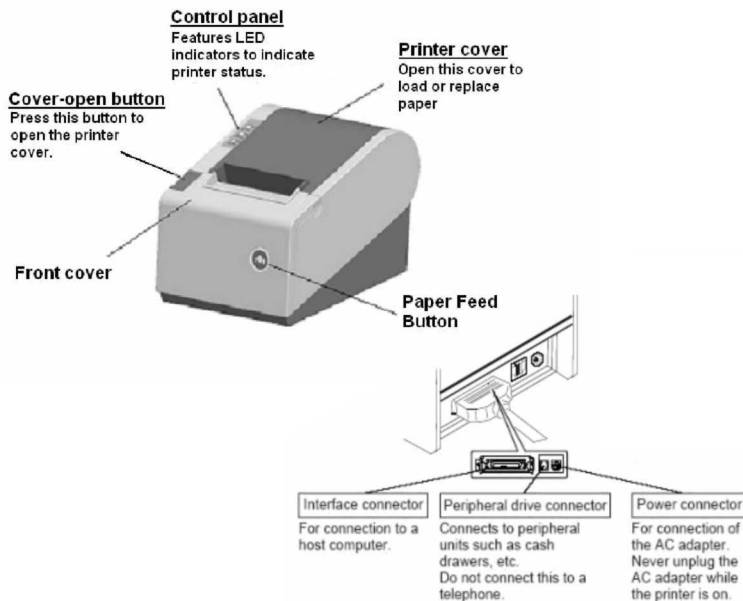 Control panel
Features LED
indicators to indicate
printer status.
Printer cover
Open this cover to
load or replace
paper
Cover-open button
Press this button to
open the printer
cover.
Front cover
Paper Feed
Button
Interface connector
For connection to a
host computer.
Peripheral drive connector
Connects to peripheral
units such as cash
drawers, etc.
Do not connect this to a
telephone.
Power connector
For connection of
the AC adapter.
Never unplug the
AC adapter while
the printer is on.